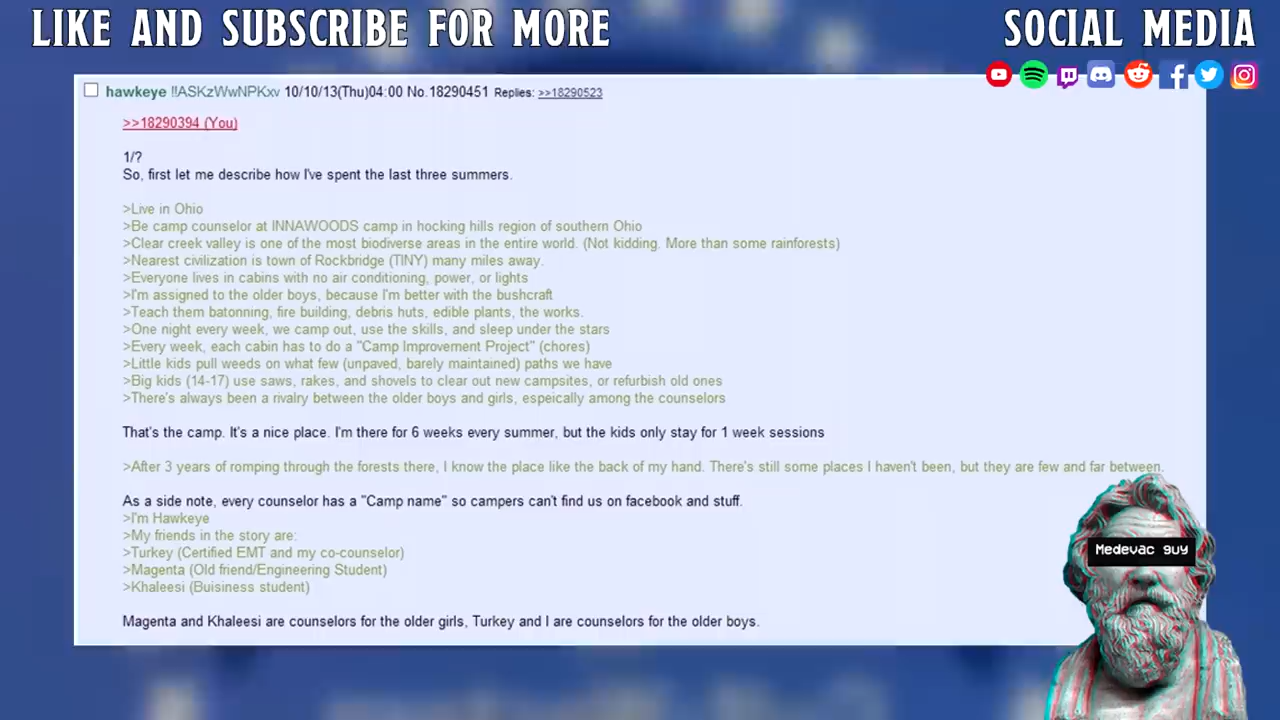 LIKE AND SUBSCRIBE FOR MORE
SOCIAL MEDIA
hawkeye !!ASKzWwNPKxv 10/10/13(Thu)04:00 No.18290451 Replies: >>18290523
>>18290394 (You)
1/?
So, first let me describe how I've spent the last three summers.
>Live in Ohio
>Be camp counselor at INNAWOODS camp in hocking hills region of southern Ohio
>Clear creek valley is one of the most biodiverse areas in the entire world. (Not kidding. More than some rainforests)
>Nearest civilization is town of Rockbridge (TINY) many miles away.
>Everyone lives in cabins with no air conditioning, power, or lights
>I'm assigned to the older boys, because I'm better with the bushcraft
>Teach them batonning, fire building, debris huts, edible plants, the works.
>One night every week, we camp out, use the skills, and sleep under the stars
>Every week, each cabin has to do a "Camp Improvement Project" (chores)
>Little kids pull weeds on what few (unpaved, barely maintained) paths we have
>Big kids (14-17) use saws, rakes, and shovels to clear out new campsites, or refurbish old ones
>There's always been a rivalry between the older boys and girls, espeically among the counselors
That's the camp. It's a nice place. I'm there for 6 weeks every summer, but the kids only stay for 1 week sessions
>After 3 years of romping through the forests there, I know the place like the back of my hand. There's still some places I haven't been, but they are few and far between.
As a side note, every counselor has a "Camp name" so campers can't find us on facebook and stuff.
>I'm Hawkeye
>My friends in the story are:
>Turkey (Certified EMT and my co-counselor)
>Magenta (Old friend/Engineering Student)
>Khaleesi (Buisiness student)
Magenta and Khaleesi are counselors for the older girls, Turkey and I are counselors for the older boys.
Medevac guy